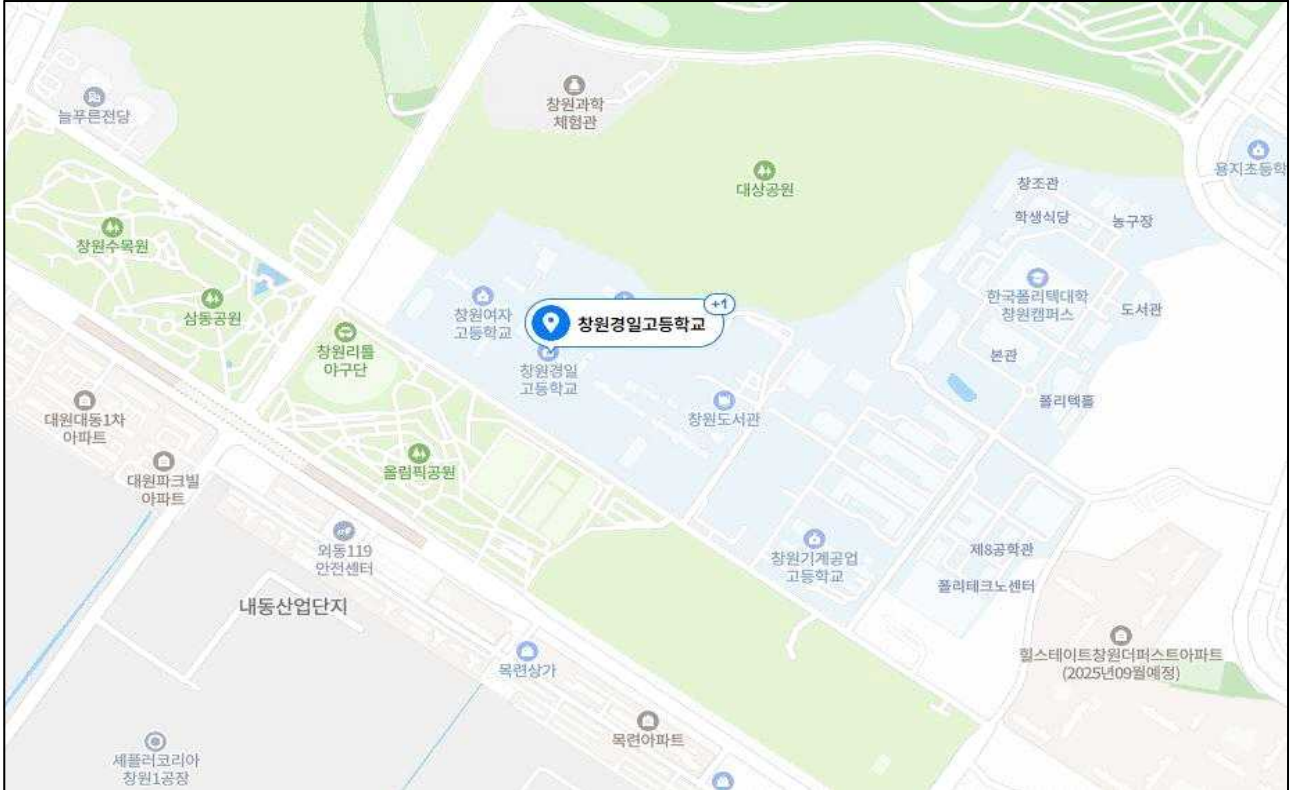 늘푸른전당
창원과학
체험관
대상공원
용지초등학
창조관
학생식당
농구장
창원수목원
삼동공원
창원리틀
야구단
창원여자
고등학교
+1
창원경일고등학교
창원경일
고등학교
한국폴리텍대학
창원캠퍼스
도서관
본관
폴리텍홀
창원도서관
대원대동1차
아파트
대원파크빌
아파트
올림픽공원
외동119
안전센터
내동산업단지
창원기계공업
고등학교
제8공학관
폴리테크노센터
힐스테이트창원더퍼스트아파트
(2025년09월예정)
목련상가
목련아파트
셰플러코리아
창원1공장